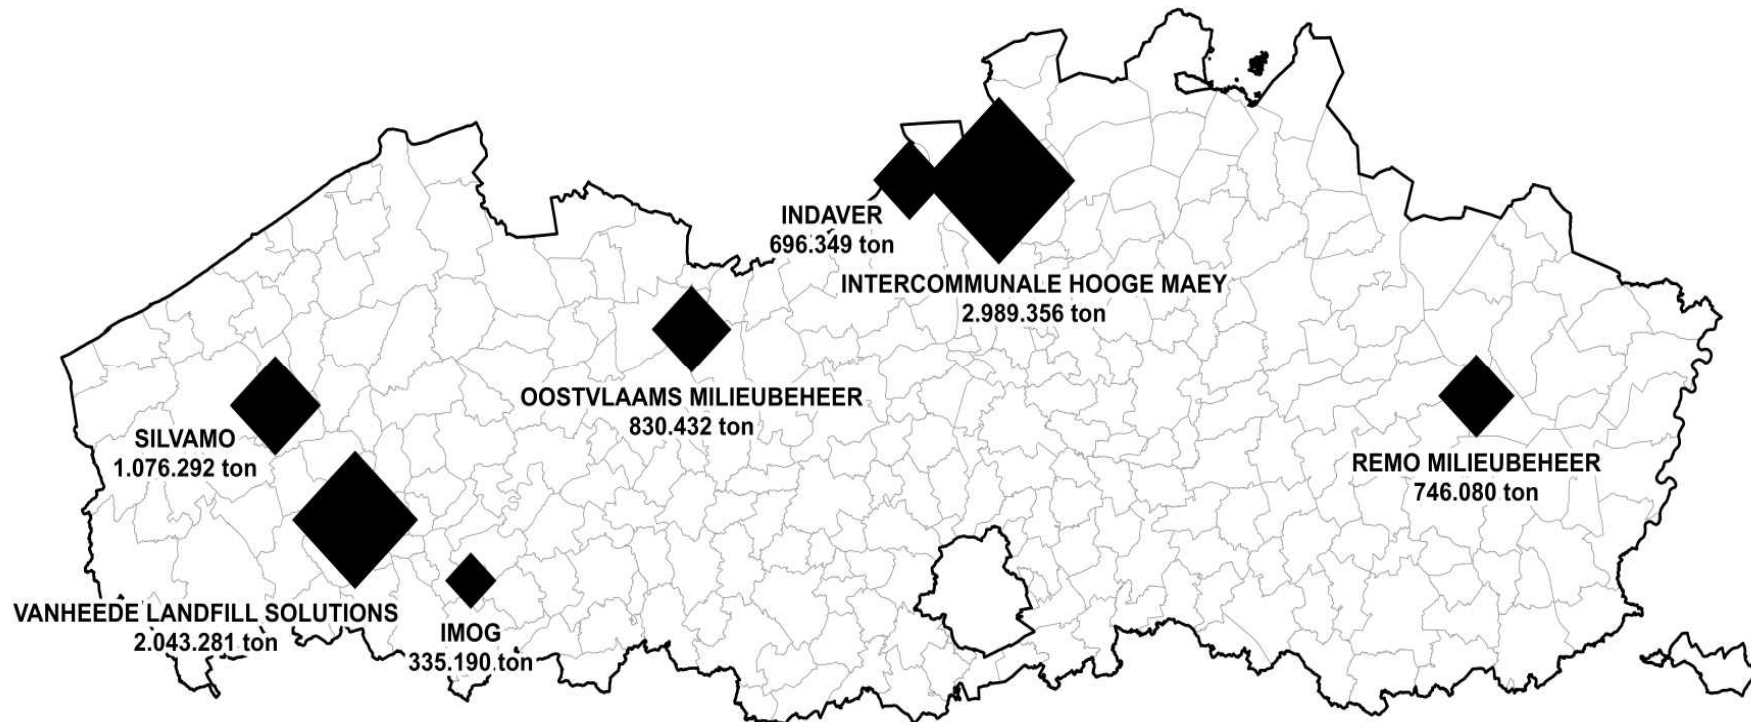 INDAVER
696.349 ton
INTERCOMMUNALE HOOGE MAEY
2.989.356 ton
OOSTVLAAMS MILIEUBEHEER
830.432 ton
SILVAMO
1.076.292 ton
REMO MILIEUBEHEER
746.080 ton
VANHEEDE LANDFILL SOLUTIONS
2.043.281 ton
IMOG
335.190 ton